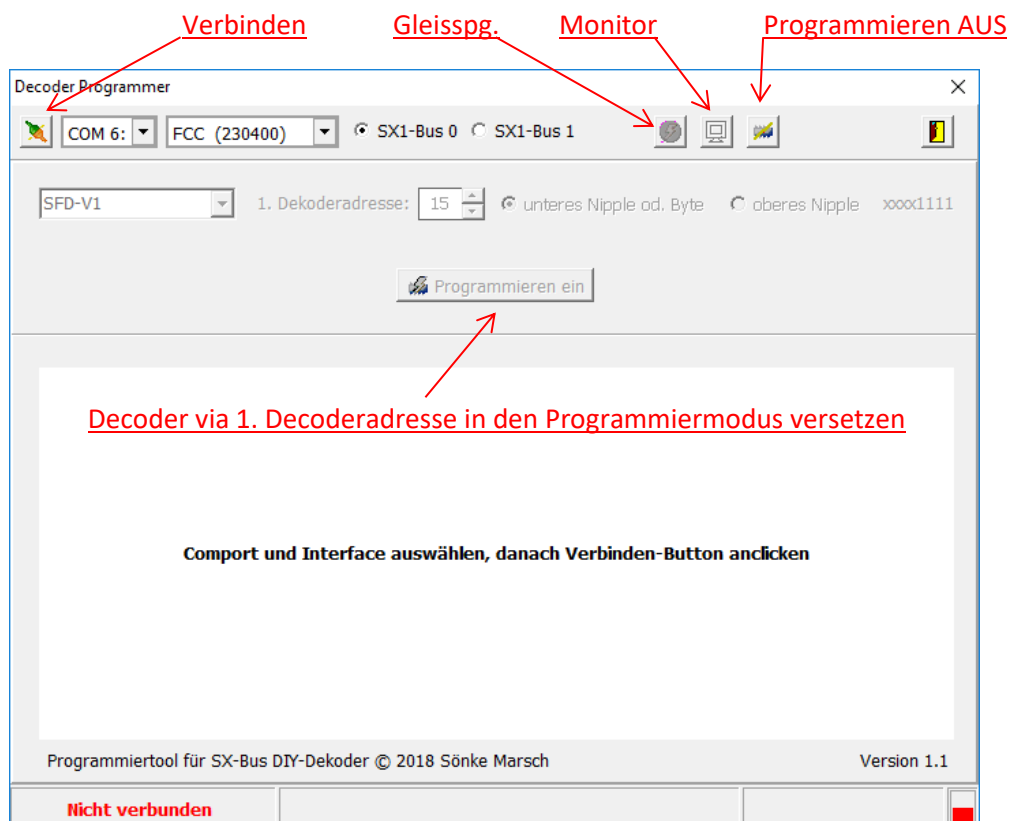 Verbinden Gleisspg. Monitor Programmieren AUS
Decoder Programmer
COM 6: FCC (230400) SX1-Bus 0 SX1-Bus 1
SFD-V1 1. Dekoderadresse: 15 unteres Nipple od. Byte oberes Nipple xxxx1111
Programmieren ein
Decoder via 1. Decoderadresse in den Programmiermodus versetzen
Comport und Interface auswählen, danach Verbinden-Button anclicken
Programmiertool für SX-Bus DIY-Dekoder © 2018 Sönke Marsch Version 1.1
Nicht verbunden